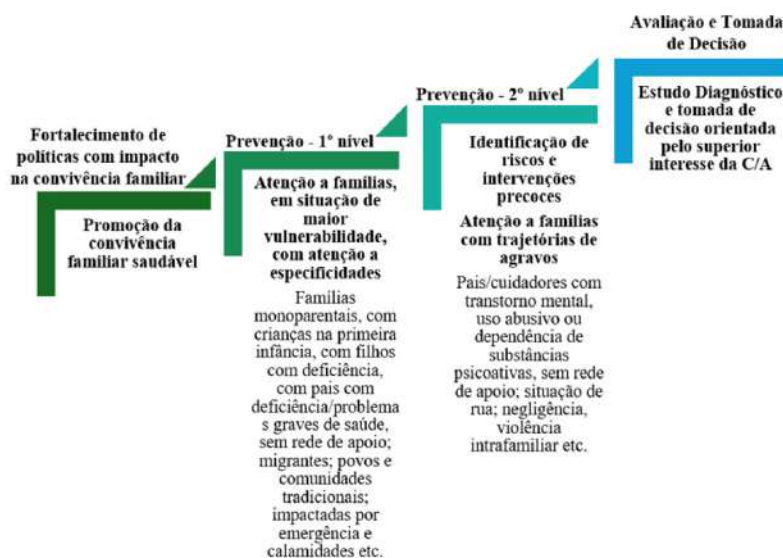 Fortalecimento de
políticas com impacto
na convivência familiar
Promoção da
convivência
familiar saudável
Prevenção - 1º nível
Atenção a famílias,
em situação de
maior
vulnerabilidade,
com atenção a
especificidades
Famílias
monoparentais, com
crianças na primeira
infância, com filhos
com deficiência,
com pais com
deficiência/problema
s graves de saúde,
sem rede de apoio;
migrantes; povos e
comunidades
tradicionais;
impactadas por
emergência e
calamidades etc.
Prevenção - 2º nível
Identificação de
riscos e
intervenções
precoces
Atenção a famílias
com trajetórias de
agravos
Pais/cuidadores com
transtorno mental,
uso abusivo ou
dependência de
substâncias
psicoativas, sem rede
de apoio; situação de
rua; negligência,
violência
intrafamiliar etc.
Avaliação e Tomada
de Decisão
Estudo Diagnóstico
e tomada de
decisão orientada
pelo superior
interesse da C/A